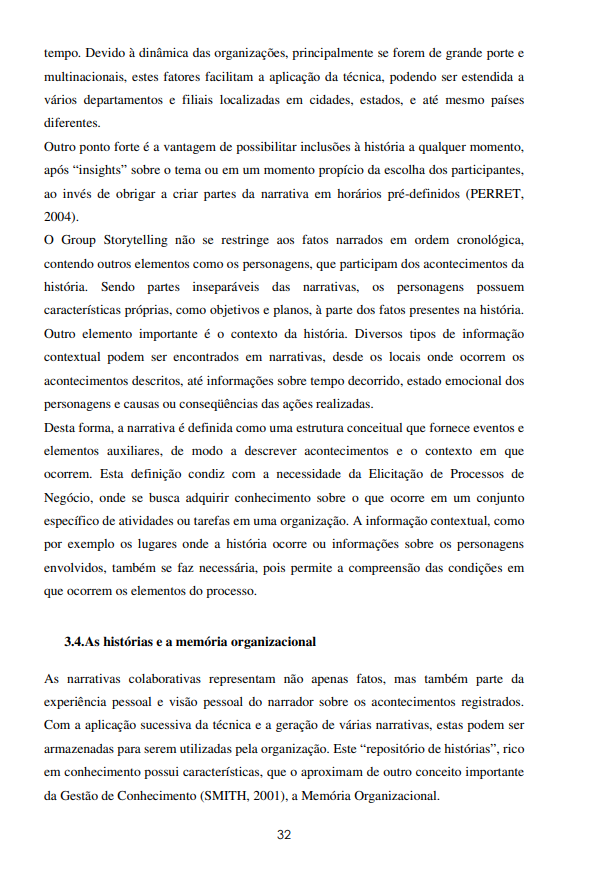 tempo. Devido à dinâmica das organizações, principalmente se forem de grande porte e
multinacionais, estes fatores facilitam a aplicação da técnica, podendo ser estendida a
vários departamentos e filiais localizadas em cidades, estados, e até mesmo países
diferentes.
Outro ponto forte é a vantagem de possibilitar inclusões à história a qualquer momento,
após “insights” sobre o tema ou em um momento propício da escolha dos participantes,
ao invés de obrigar a criar partes da narrativa em horários pré-definidos (PERRET,
2004).
O Group Storytelling não se restringe aos fatos narrados em ordem cronológica,
contendo outros elementos como os personagens, que participam dos acontecimentos da
história. Sendo partes inseparáveis das narrativas, os personagens possuem
características próprias, como objetivos e planos, à parte dos fatos presentes na história.
Outro elemento importante é o contexto da história. Diversos tipos de informação
contextual podem ser encontrados em narrativas, desde os locais onde ocorrem os
acontecimentos descritos, até informações sobre tempo decorrido, estado emocional dos
personagens e causas ou conseqüências das ações realizadas.
Desta forma, a narrativa é definida como uma estrutura conceitual que fornece eventos e
elementos auxiliares, de modo a descrever acontecimentos e o contexto em que
ocorrem. Esta definição condiz com a necessidade da Elicitação de Processos de
Negócio, onde se busca adquirir conhecimento sobre o que ocorre em um conjunto
específico de atividades ou tarefas em uma organização. A informação contextual, como
por exemplo os lugares onde a história ocorre ou informações sobre os personagens
envolvidos, também se faz necessária, pois permite a compreensão das condições em
que ocorrem os elementos do processo.
3.4.As histórias e a memória organizacional
As narrativas colaborativas representam não apenas fatos, mas também parte da
experiência pessoal e visão pessoal do narrador sobre os acontecimentos registrados.
Com a aplicação sucessiva da técnica e a geração de várias narrativas, estas podem ser
armazenadas para serem utilizadas pela organização. Este “repositório de histórias”, rico
em conhecimento possui características, que o aproximam de outro conceito importante
da Gestão de Conhecimento (SMITH, 2001), a Memória Organizacional.
32